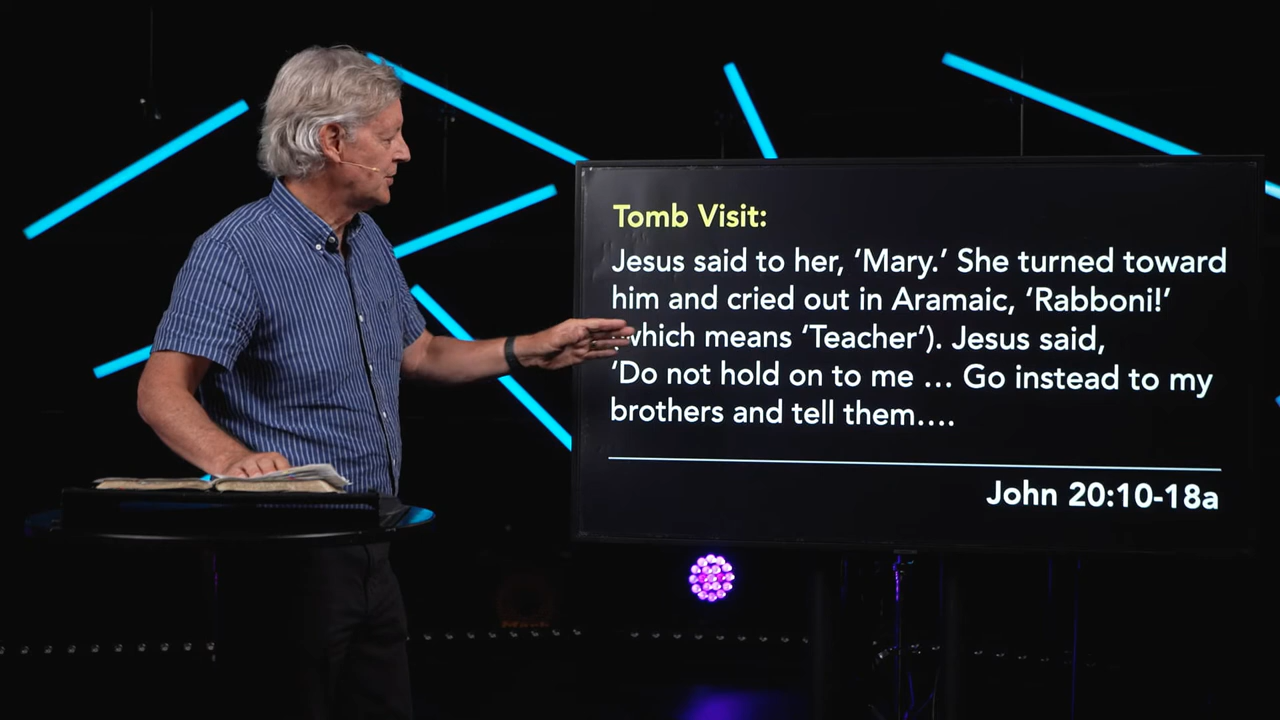 Tomb Visit:
Jesus said to her, ‘Mary.’ She turned toward
him and cried out in Aramaic, ‘Rabboni!’
(which means ‘Teacher’). Jesus said,
‘Do not hold on to me … Go instead to my
brothers and tell them….
John 20:10-18a